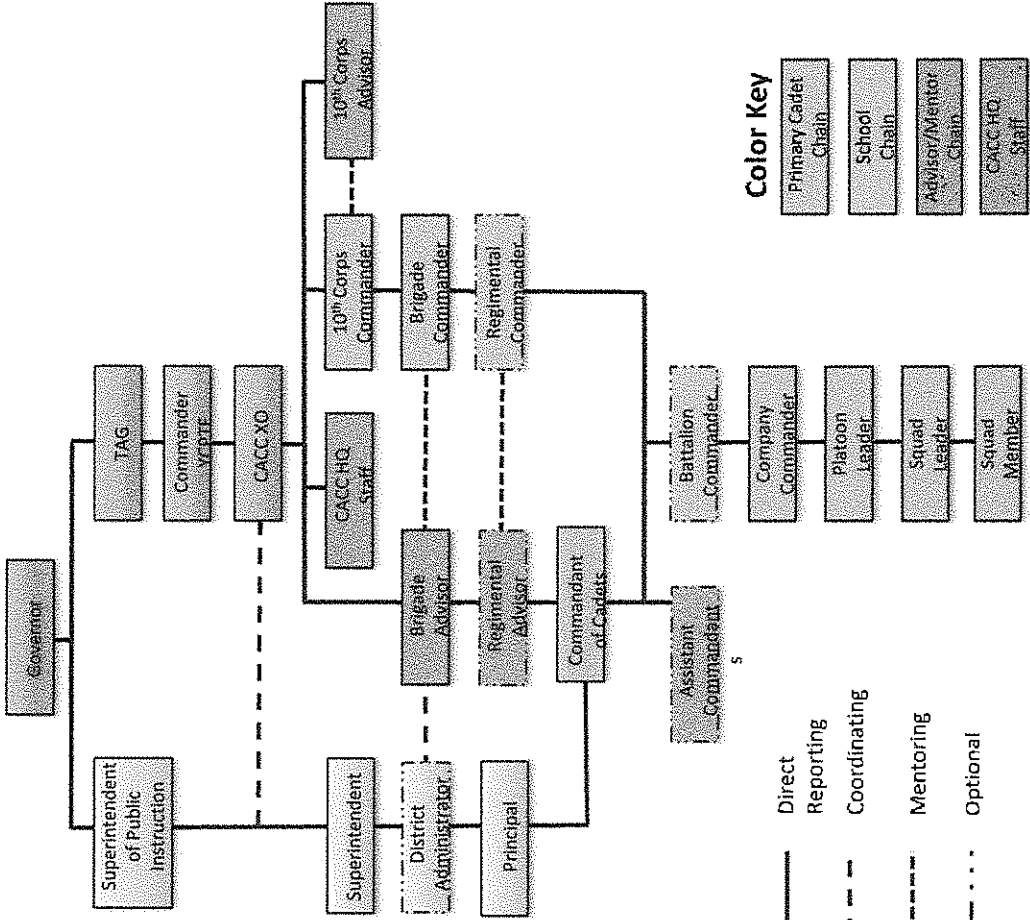 Governor
Superintendent
of Public
Instruction
TAG
Commander
YCPTF
CACC XO
Superintendent
District
Administrator
Principal
CACC HQ
Staff
10th Corps
Commander
10th Corps
Advisor
Brigade
Advisor
Brigade
Commander
Regimental
Advisor
Regimental
Commander
Commandant
of Cadets
Assistant
Commandant
s
Battalion
Commander
Company
Commander
Platoon
Leader
Squad
Leader
Squad
Member
Direct
Reporting
Coordinating
Mentoring
Optional
Color Key
Primary Cadet
Chain
School
Chain
Advisor/Mentor
Chain
CACC HQ
Staff